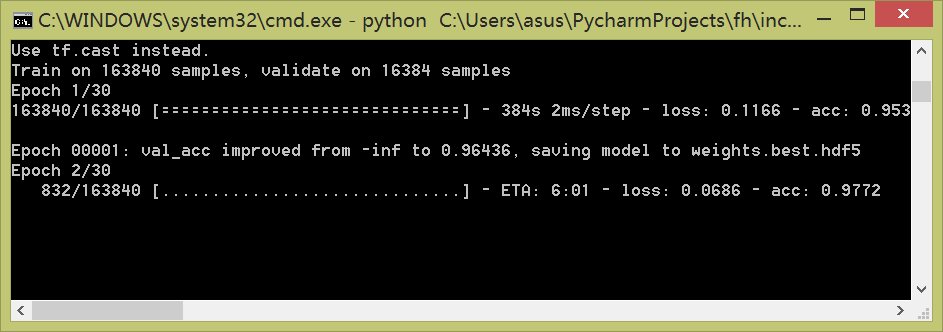 C:\WINDOWS\system32\cmd.exe - python  C:\Users\asus\PycharmProjects\fh\inc...
Use tf.cast instead.
Train on 163840 samples, validate on 16384 samples
Epoch 1/30
163840/163840 [==============================] - 384s 2ms/step - loss: 0.1166 - acc: 0.953
Epoch 00001: val_acc improved from -inf to 0.96436, saving model to weights.best.hdf5
Epoch 2/30
   832/163840 [..............................] - ETA: 6:01 - loss: 0.0686 - acc: 0.9772